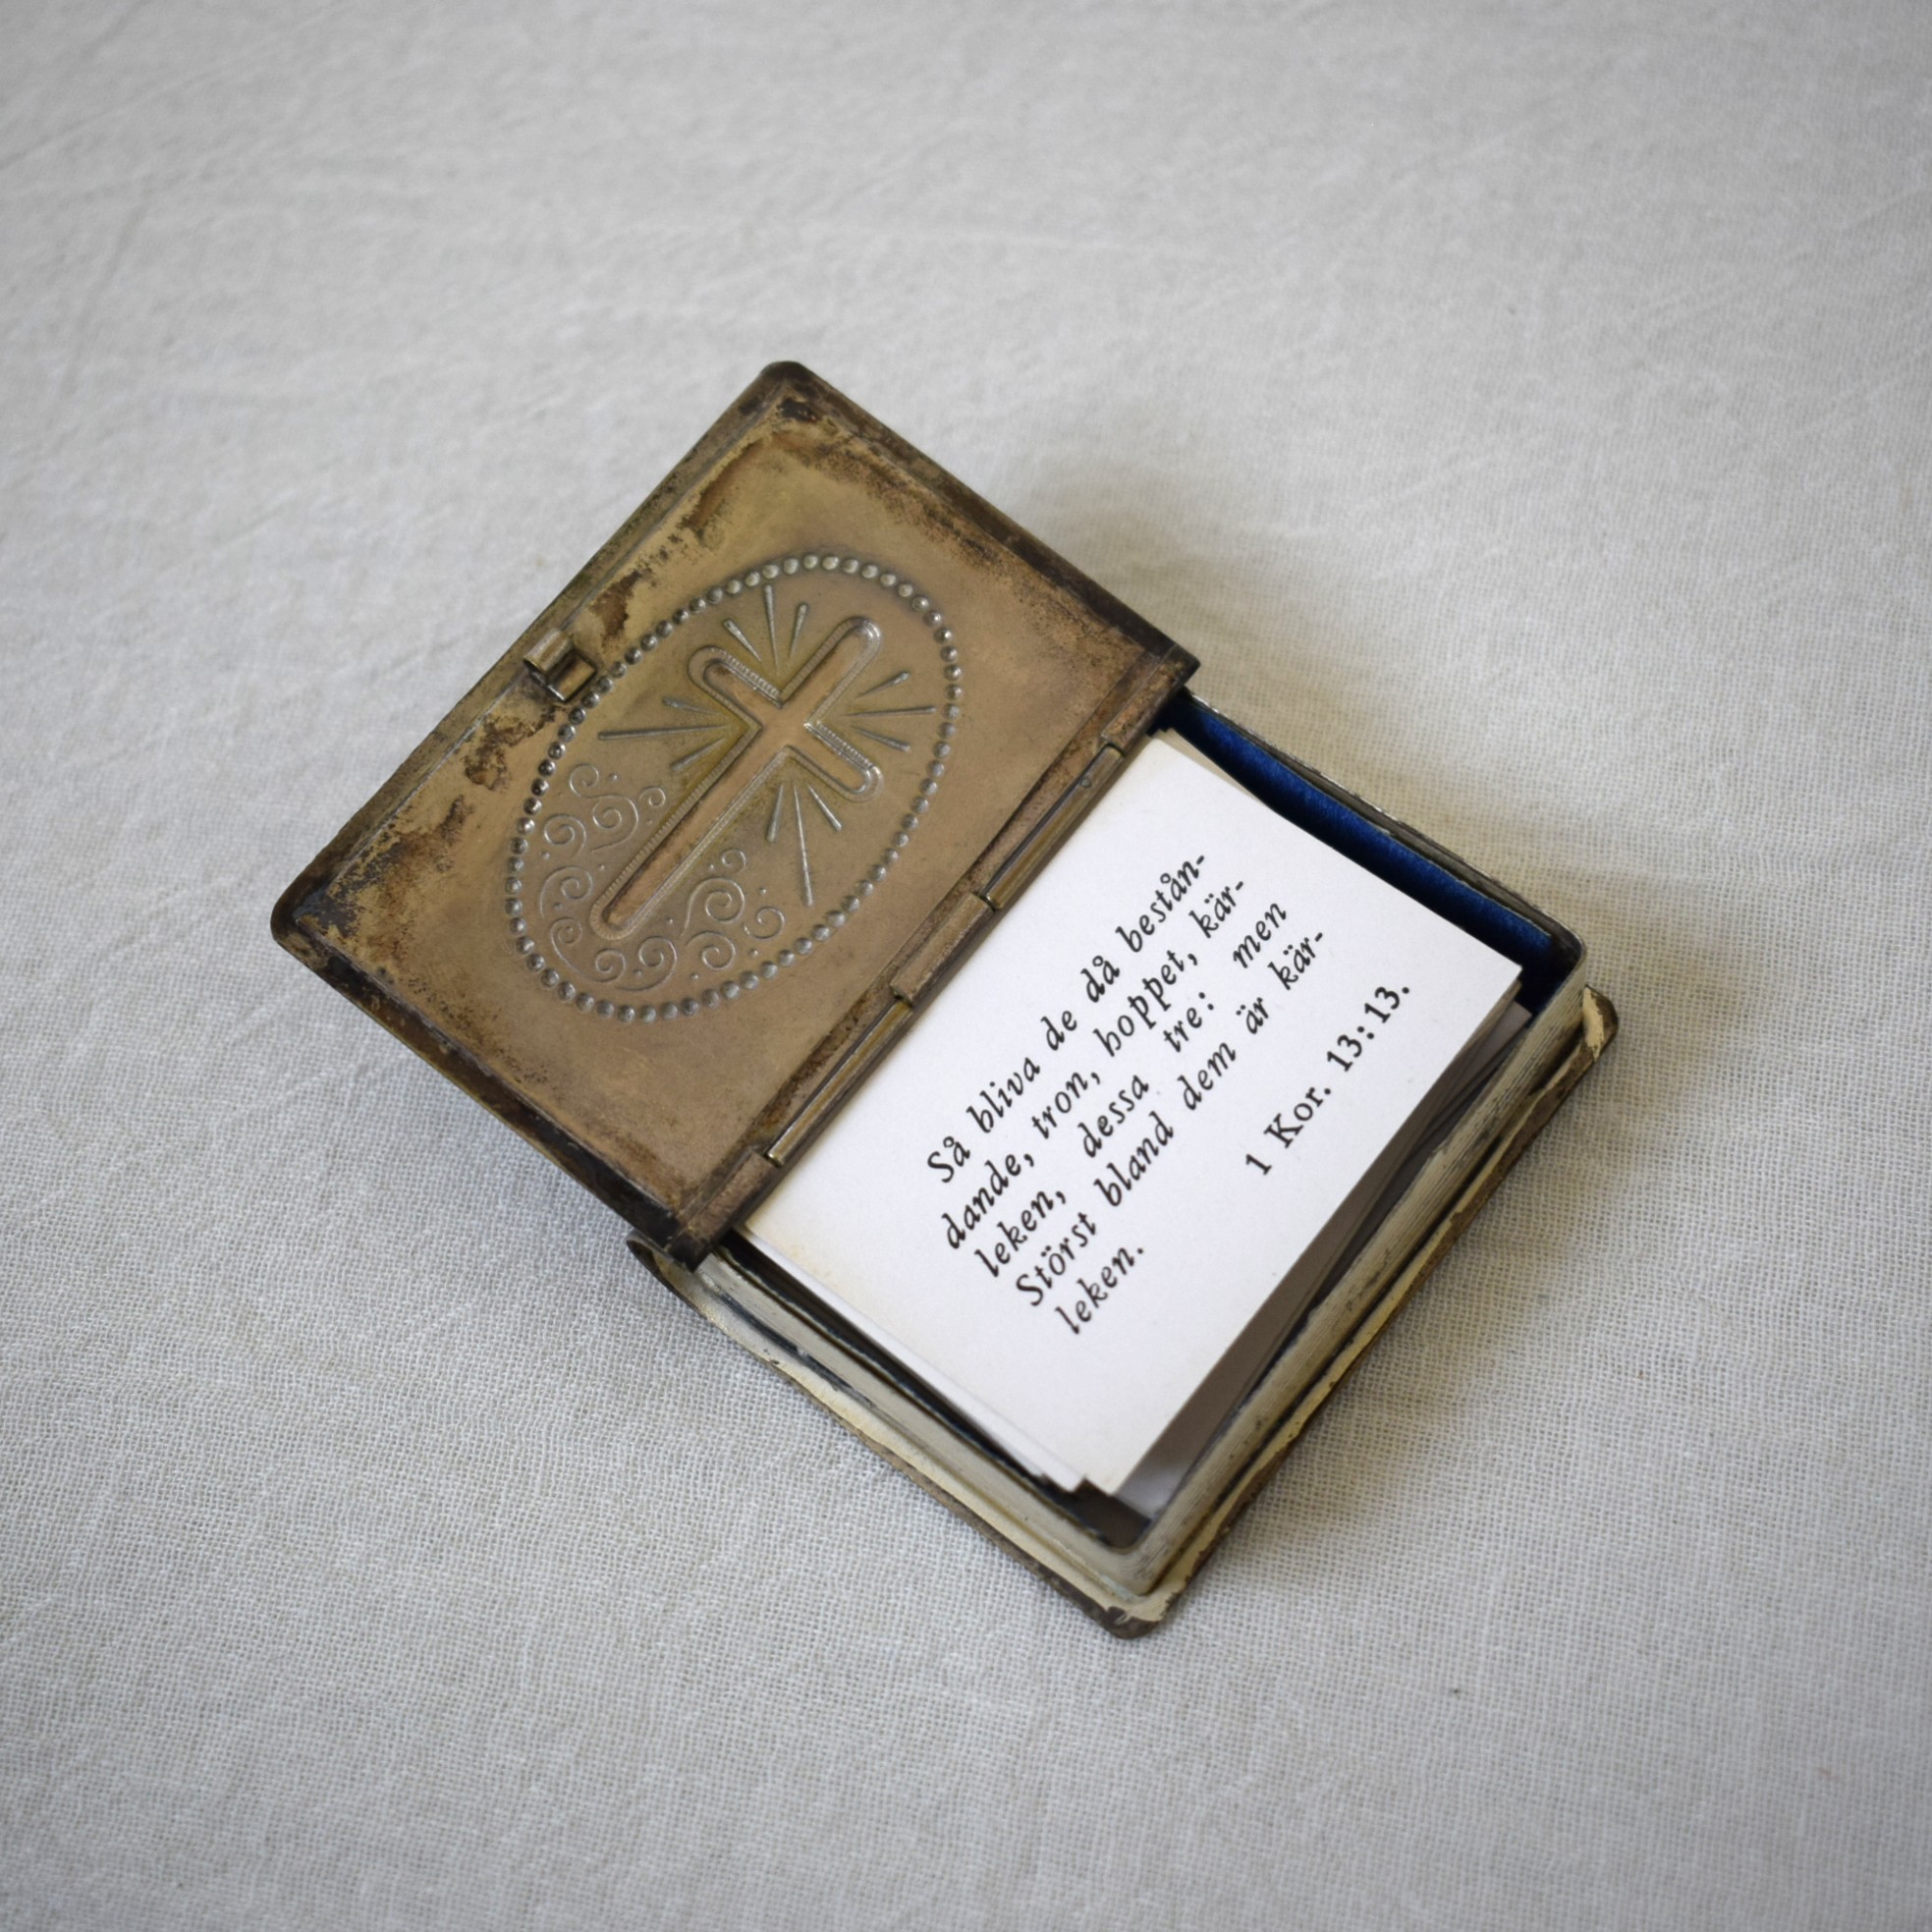 Så bliva de då bestån-
dande, tron, hoppet, kär-
leken, dessa tre: men
Störst bland dem är kär-
leken.
1 Kor. 13:13.